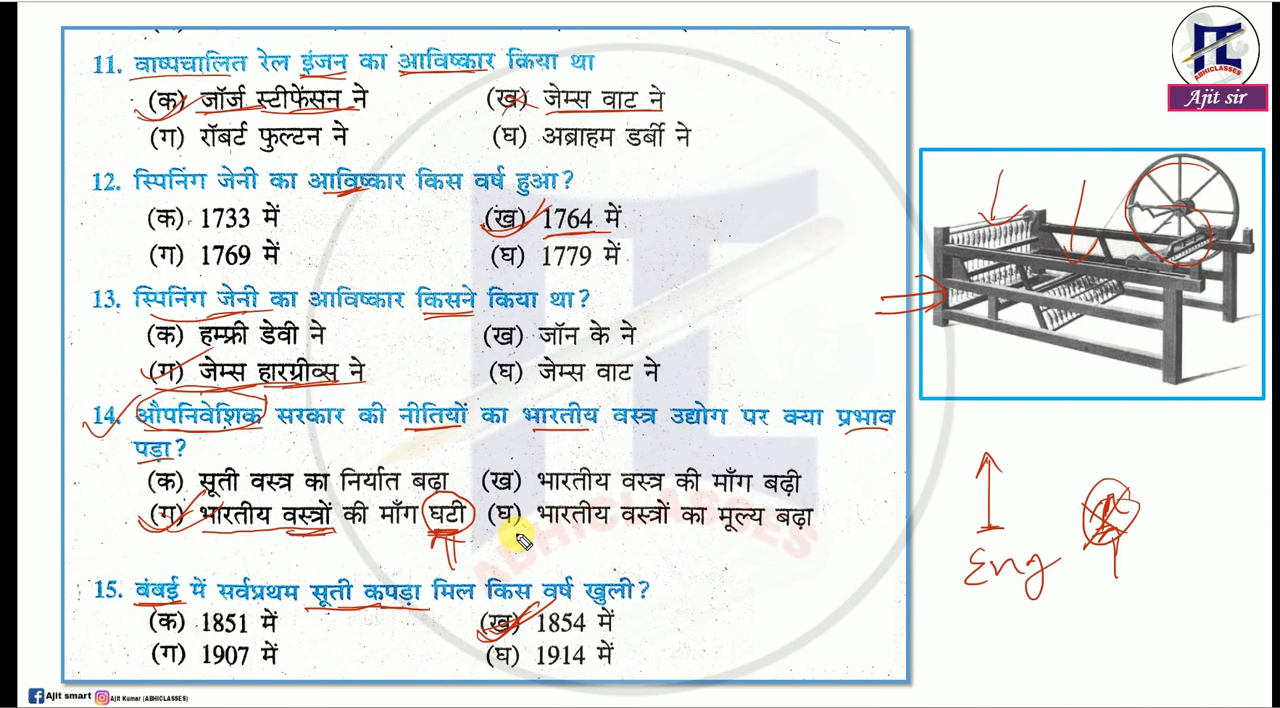 11. वाष्पचालित रेल इंजन का आविष्कार किया था
(क) जॉर्ज स्टीफेंसन ने (ख) जेम्स वाट ने
(ग) रॉबर्ट फुल्टन ने (घ) अब्राहम डर्बी ने
12. स्पिनिंग जेनी का आविष्कार किस वर्ष हुआ?
(क) 1733 में (ख) 1764 में
(ग) 1769 में (घ) 1779 में
13. स्पिनिंग जेनी का आविष्कार किसने किया था?
(क) हम्फ्री डेवी ने (ख) जॉन के ने
(ग) जेम्स हारग्रीव्स ने (घ) जेम्स वाट ने
14. औपनिवेशिक सरकार की नीतियों का भारतीय वस्त्र उद्योग पर क्या प्रभाव
पड़ा?
(क) सूती वस्त्र का निर्यात बढ़ा (ख) भारतीय वस्त्र की माँग बढ़ी
(ग) भारतीय वस्त्रों की माँग घटी (घ) भारतीय वस्त्रों का मूल्य बढ़ा
15. बंबई में सर्वप्रथम सूती कपड़ा मिल किस वर्ष खुली?
(क) 1851 में (ख) 1854 में
(ग) 1907 में (घ) 1914 में
ABHICLASSES
Ajit sir
Eng
ABHICLASSES
Ajit smart Ajit Kumar (ABHICLASSES)